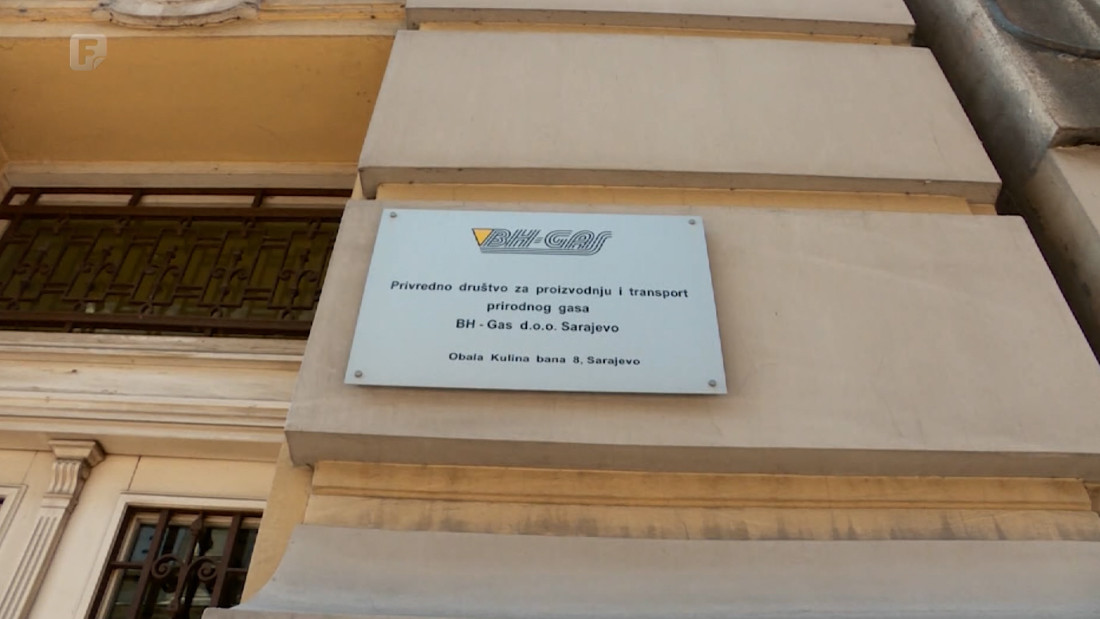 F
BH-GAS
Privredno društvo za proizvodnju i transport
prirodnog gasa
BH - Gas d.o.o. Sarajevo
Obala Kulina bana 8, Sarajevo